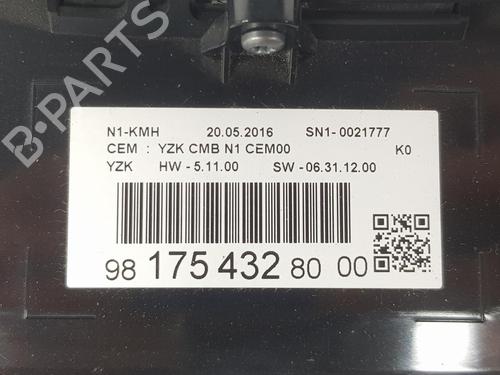 N1-KMH 20.05.2016 SN1- 0021777
CEM : YZK CMB N1 CEM00 K0
YZK HW - 5.11.00 SW - 06.31.12.00
98 175 432 80 00
B-PARTS